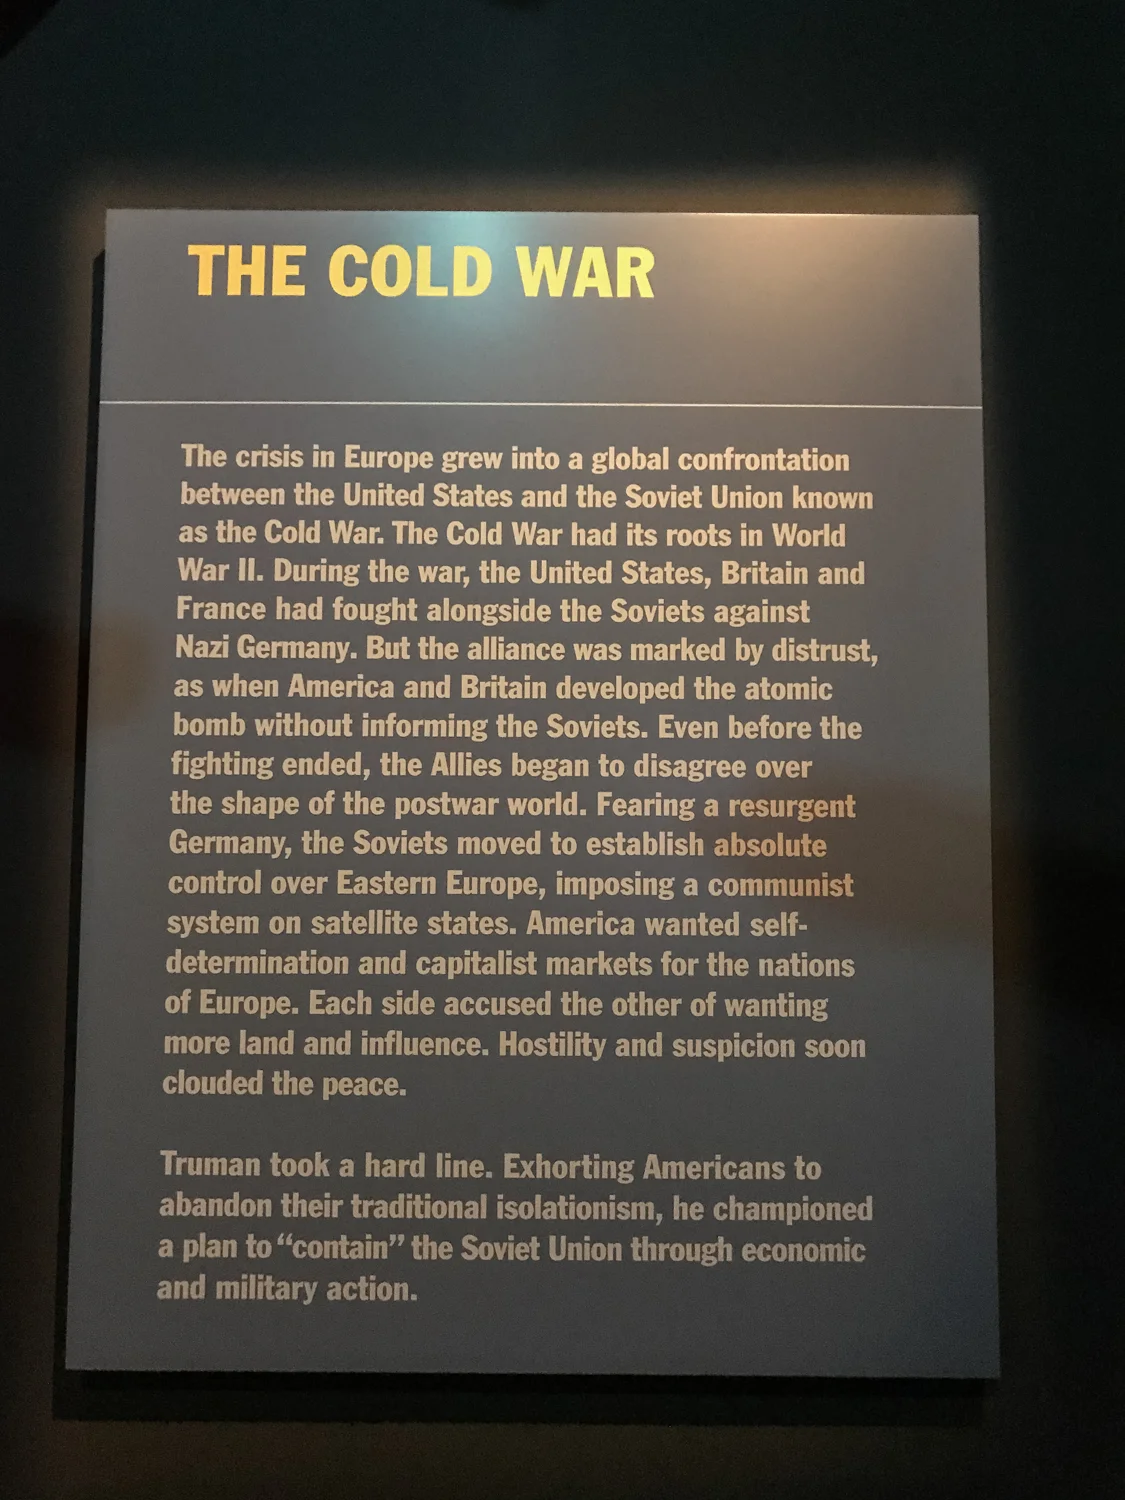 THE COLD WAR
The crisis in Europe grew into a global confrontation
between the United States and the Soviet Union known
as the Cold War. The Cold War had its roots in World
War II. During the war, the United States, Britain and
France had fought alongside the Soviets against
Nazi Germany. But the alliance was marked by distrust,
as when America and Britain developed the atomic
bomb without informing the Soviets. Even before the
fighting ended, the Allies began to disagree over
the shape of the postwar world. Fearing a resurgent
Germany, the Soviets moved to establish absolute
control over Eastern Europe, imposing a communist
system on satellite states. America wanted self-
determination and capitalist markets for the nations
of Europe. Each side accused the other of wanting
more land and influence. Hostility and suspicion soon
clouded the peace.
Truman took a hard line. Exhorting Americans to
abandon their traditional isolationism, he championed
a plan to “contain” the Soviet Union through economic
and military action.